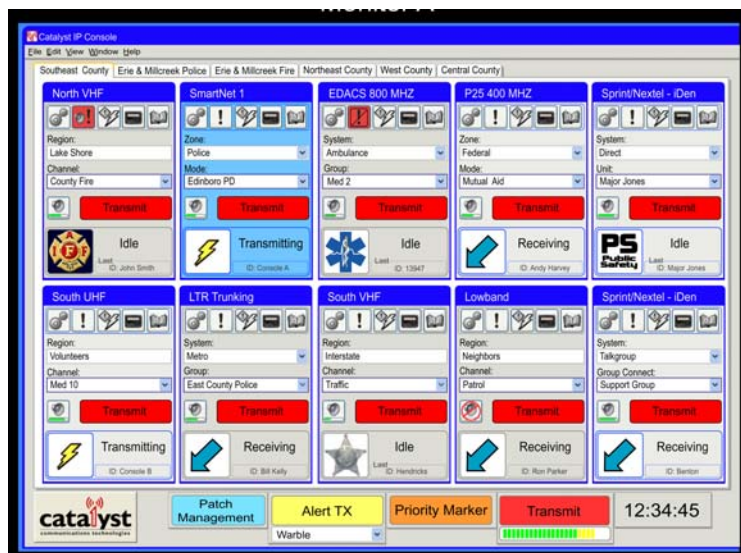 Catalyst IP Console
File Edit View Window Help
Southeast County Erie & Millcreek Police Erie & Millcreek Fire Northeast County West County Central County
North VHF
Region:
Lake Shore
Channel:
County Fire
Transmit
IAFF
Idle
Last
ID: John Smith
SmartNet 1
Zone:
Police
Mode:
Edinboro PD
Transmit
Transmitting
ID: Console A
EDACS 800 MHZ
System:
Ambulance
Group:
Med 2
Transmit
Idle
Last
ID: 13947
P25 400 MHZ
Zone:
Federal
Mode:
Mutual Aid
Transmit
Receiving
ID: Andy Harvey
Sprint/Nextel - iDen
System:
Direct
Unit:
Major Jones
Transmit
PS
Public
Safety
Idle
Last
ID: Major Jones
South UHF
Region:
Volunteers
Channel:
Med 10
Transmit
Transmitting
ID: Console B
LTR Trunking
System:
Metro
Group:
East County Police
Transmit
Receiving
ID: Bill Kelly
South VHF
Region:
Interstate
Channel:
Traffic
Transmit
Idle
Last
ID: Hendricks
Lowband
Region:
Neighbors
Channel:
Patrol
Transmit
Receiving
ID: Ron Parker
Sprint/Nextel - iDen
System:
Talkgroup
Group Connect:
Support Group
Transmit
Receiving
ID: Benton
catalyst
communications technologies
Patch
Management
Alert TX
Warble
Priority
Marker
Transmit
12:34:45